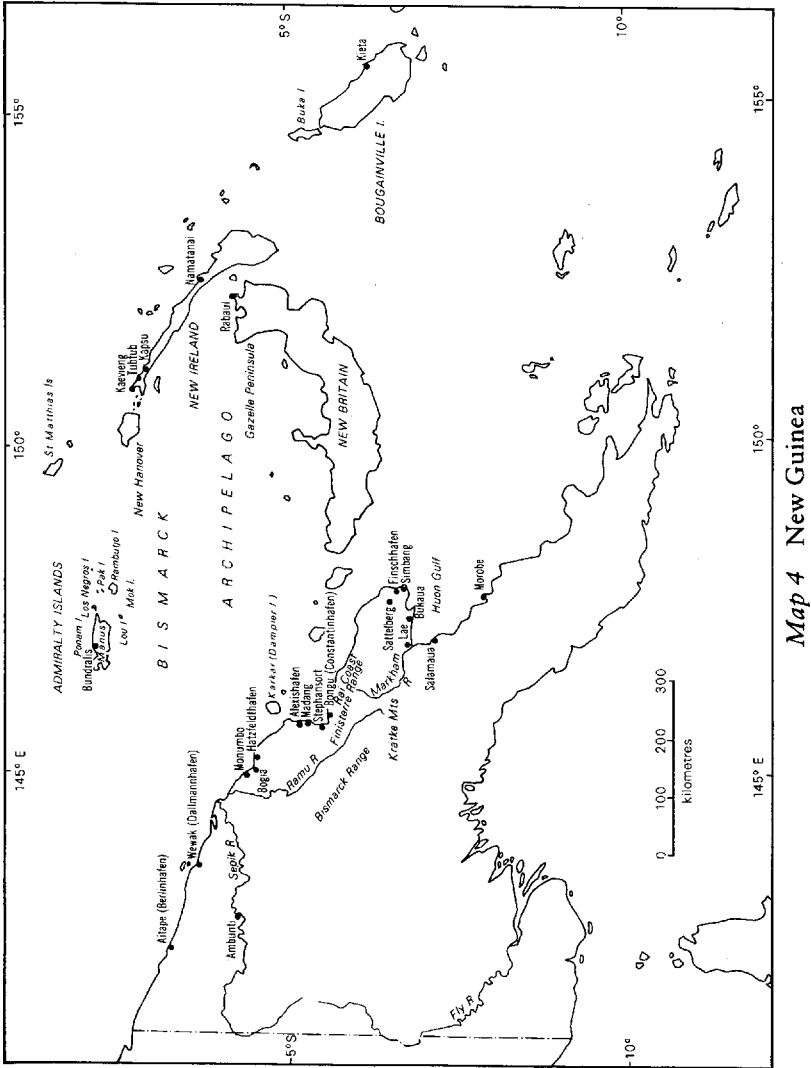 145° E
150°
155°
5° S
10°
ADMIRALTY ISLANDS
St Matthias Is
Ponam I
Los Negros I
Bundralis
Manus
Pak I
Rambutjo I
Lou I
Mok I.
New Hanover
Kaevieng
Tubtub
Kapsu
Namatanai
NEW IRELAND
BISMARCK
ARCHIPELAGO
Rabaul
Gazelle Peninsula
NEW BRITAIN
Buka I
Kieta
BOUGAINVILLE I.
Aitape (Berlinhafen)
Wewak (Dallmannhafen)
Ambunti
Sepik R
Monumbo
Hatzfeldthafen
Bogia
Karkar (Dampier I)
Alexishafen
Madang
Stephansort
Bongu (Constantinhafen)
Rai Coast
Finisterre Range
Ramu R
Bismarck Range
Kratke Mts
Markham
R
Sattelberg
Finschhafen
Simbang
Lae
Bukaua
Huon Gulf
Salamaua
Morobe
Fly R
5°S
10°
0 100 200 300
kilometres
145° E
150°
155°
Map 4 New Guinea